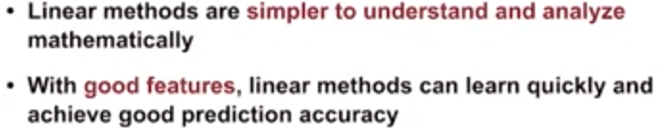 • Linear methods are simpler to understand and analyze
mathematically
• With good features, linear methods can learn quickly and
achieve good prediction accuracy